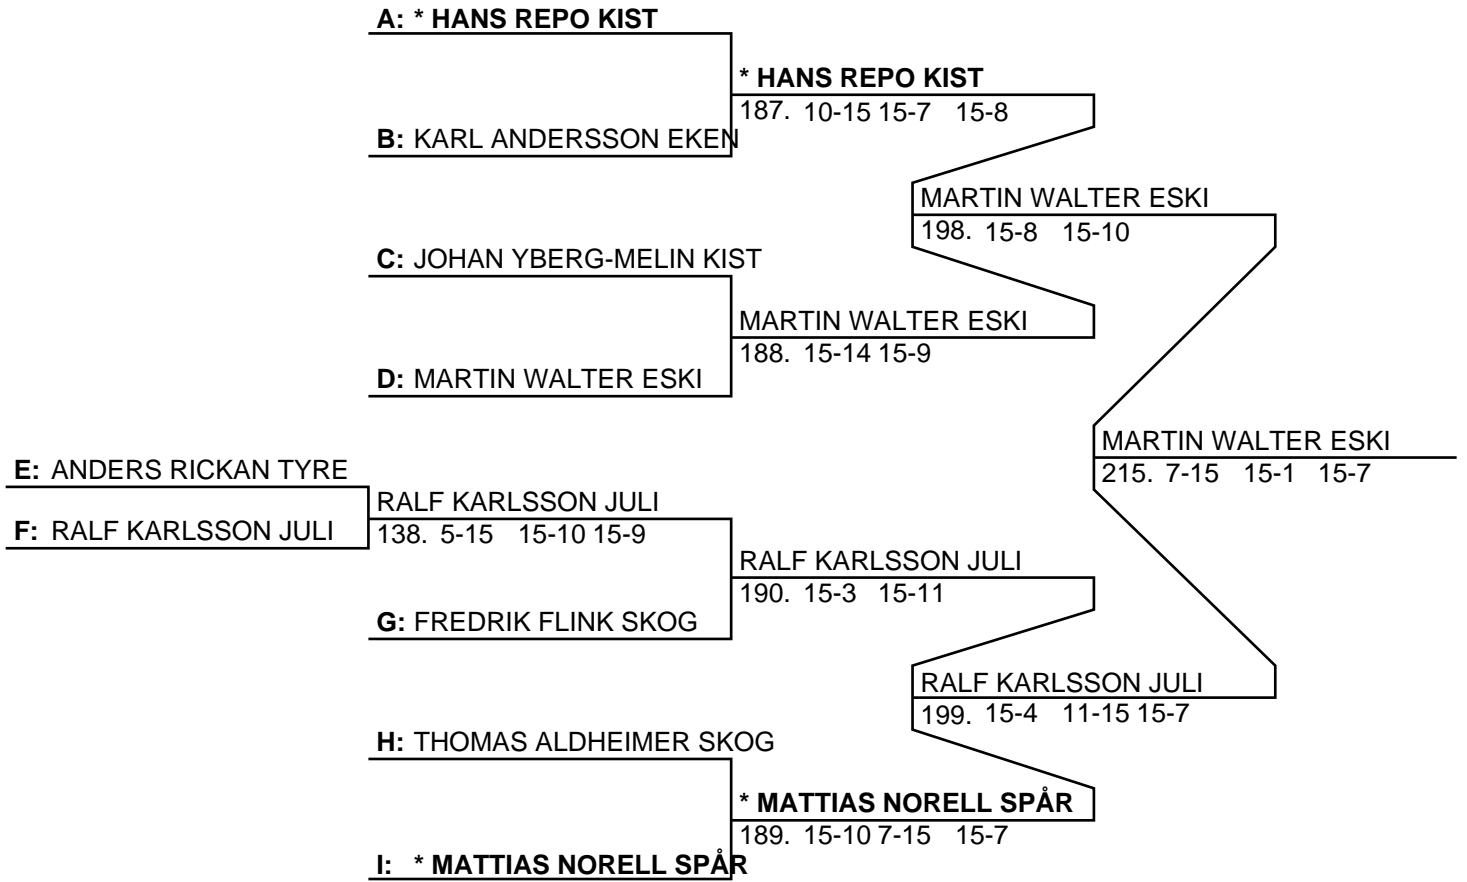 A: * HANS REPO KIST
* HANS REPO KIST
187. 10-15 15-7 15-8
B: KARL ANDERSSON EKEN
MARTIN WALTER ESKI
198. 15-8 15-10
C: JOHAN YBERG-MELIN KIST
MARTIN WALTER ESKI
188. 15-14 15-9
D: MARTIN WALTER ESKI
MARTIN WALTER ESKI
215. 7-15 15-1 15-7
E: ANDERS RICKAN TYRE
RALF KARLSSON JULI
138. 5-15 15-10 15-9
F: RALF KARLSSON JULI
RALF KARLSSON JULI
190. 15-3 15-11
G: FREDRIK FLINK SKOG
RALF KARLSSON JULI
199. 15-4 11-15 15-7
H: THOMAS ALDHEIMER SKOG
* MATTIAS NORELL SPÅR
189. 15-10 7-15 15-7
I: * MATTIAS NORELL SPÅR